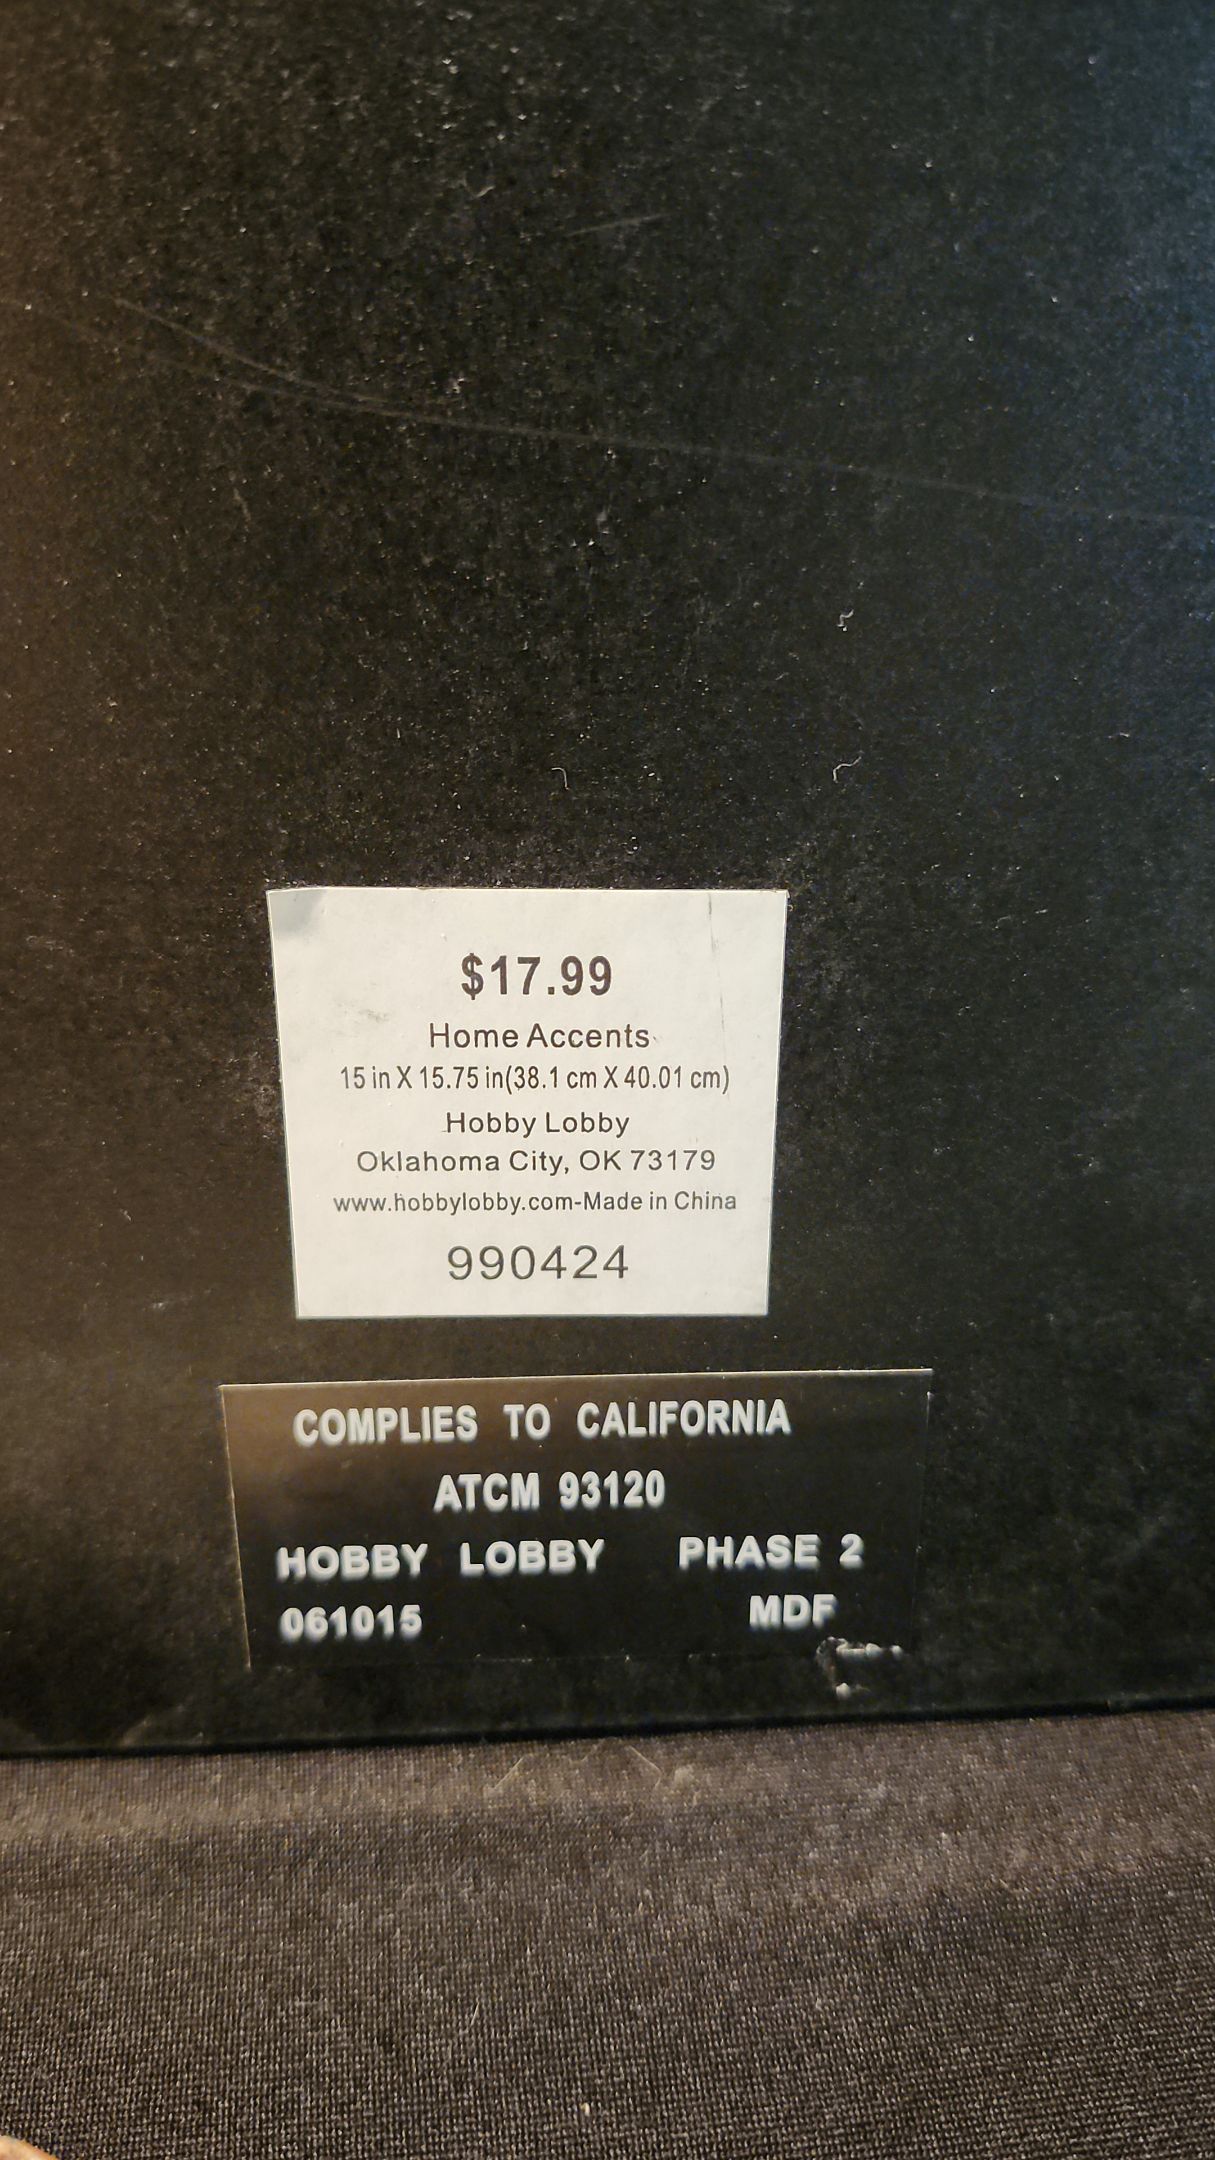 $17.99
Home Accents
15 in X 15.75 in(38.1 cm X 40.01 cm)
Hobby Lobby
Oklahoma City, OK 73179
www.hobbylobby.com-Made in China
990424
COMPLIES TO CALIFORNIA
ATCM 93120
HOBBY LOBBY PHASE 2
061015 MDF